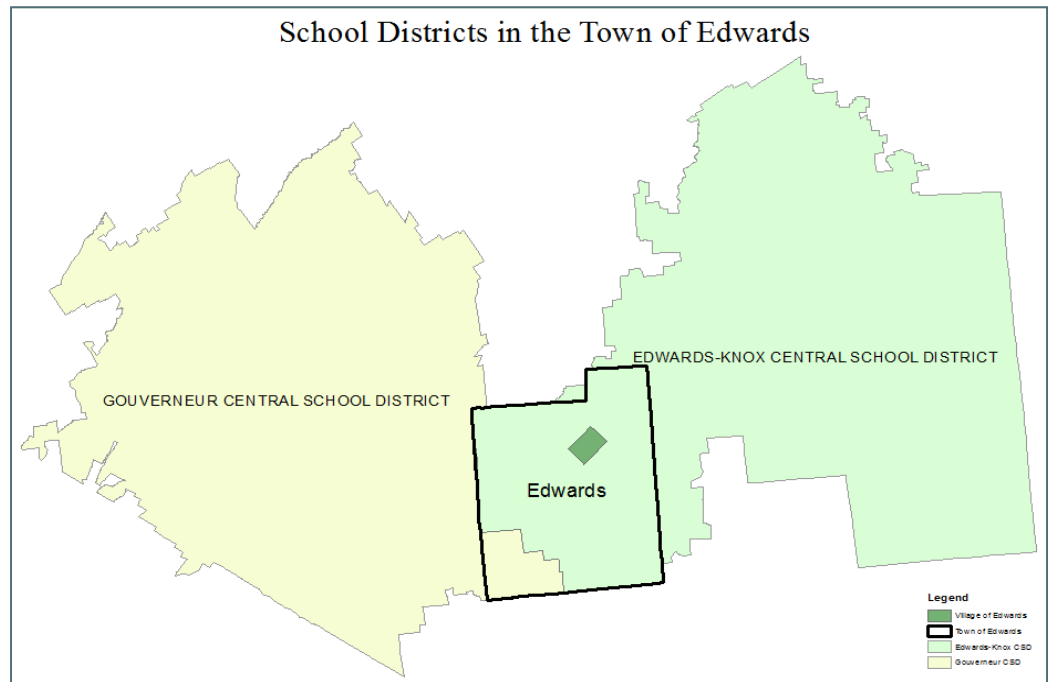 School Districts in the Town of Edwards
EDWARDS-KNOX CENTRAL SCHOOL DISTRICT
GOUVERNEUR CENTRAL SCHOOL DISTRICT
Edwards
Legend
Village of Edwards
Town of Edwards
Edwards-Knox CSD
Gouverneur CSD